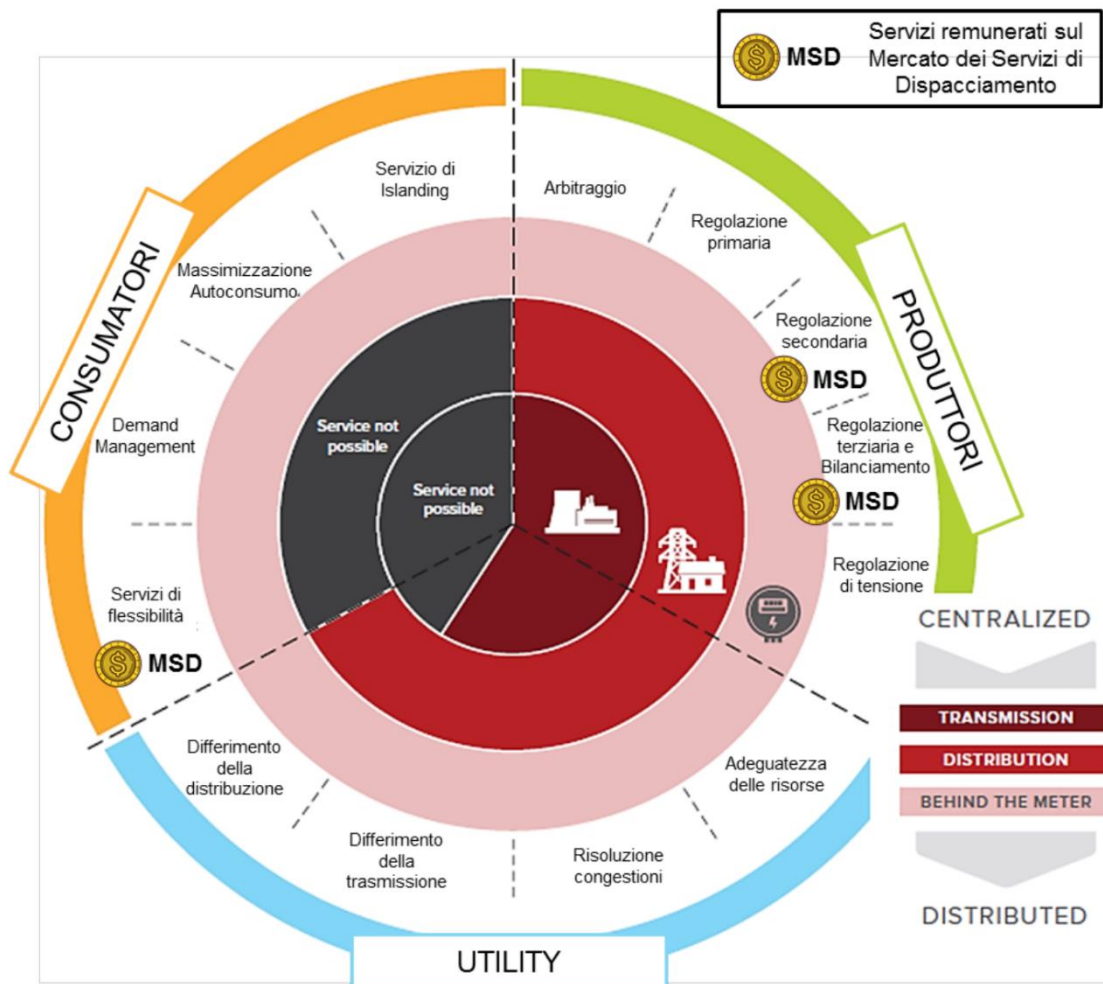 MSD
Servizi remunerati sul
Mercato dei Servizi di
Dispacciamento
Servizio di
Islanding
Arbitraggio
Regolazione
primaria
CONSUMATORI
Massimizzazione
Autoconsumo
PRODUTTORI
Regolazione
secondaria
MSD
Demand
Management
Service not
possible
Service not
possible
Regolazione
terziaria e
Bilanciamento
MSD
Servizi di
flessibilità
MSD
Regolazione
di tensione
CENTRALIZED
TRANSMISSION
DISTRIBUTION
BEHIND THE METER
DISTRIBUTED
Differimento
della
distribuzione
Adeguatezza
delle risorse
Differimento
della
trasmissione
Risoluzione
congestioni
UTILITY